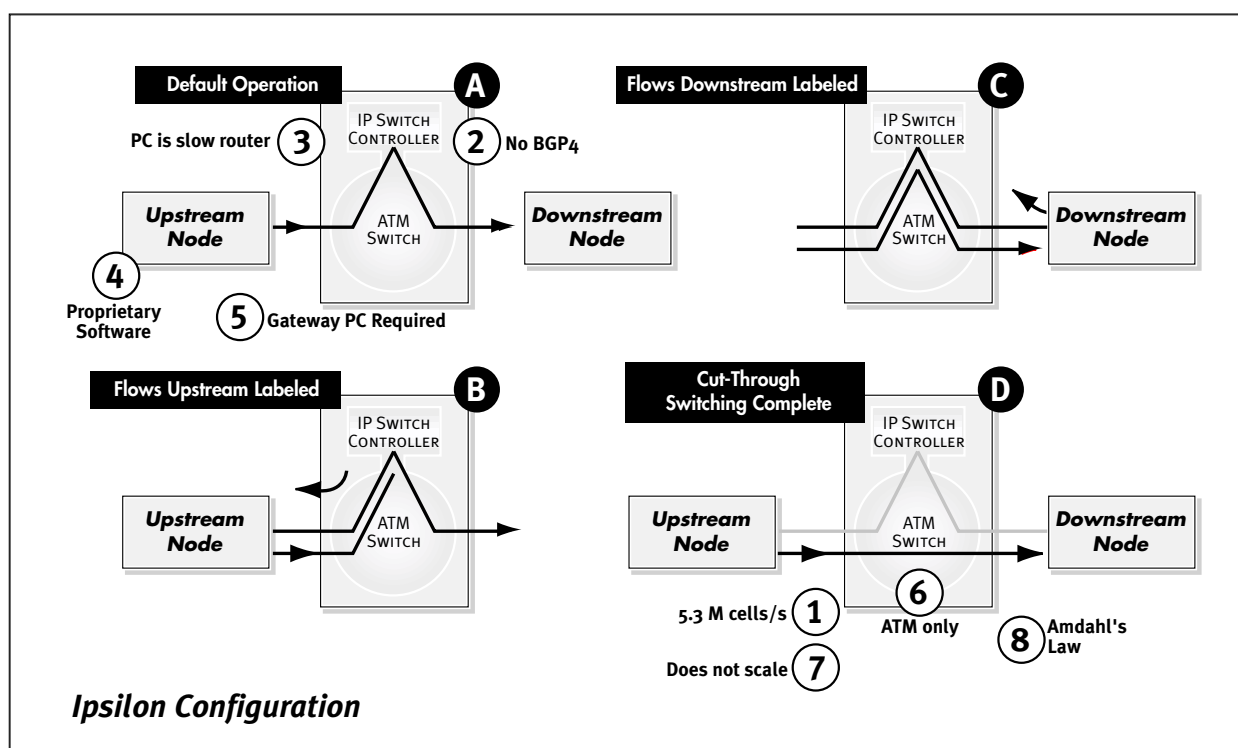 Default Operation
A
PC is slow router
3
IP Switch
Controller
2
No BGP4
Upstream
Node
ATM
Switch
Downstream
Node
4
Proprietary
Software
5
Gateway PC Required
Flows Downstream Labeled
C
IP Switch
Controller
ATM
Switch
Downstream
Node
Flows Upstream Labeled
B
IP Switch
Controller
Upstream
Node
ATM
Switch
Cut-Through
Switching Complete
D
IP Switch
Controller
Upstream
Node
ATM
Switch
Downstream
Node
5.3 M cells/s
1
6
ATM only
8
Amdahl's
Law
Does not scale
7
Ipsilon Configuration